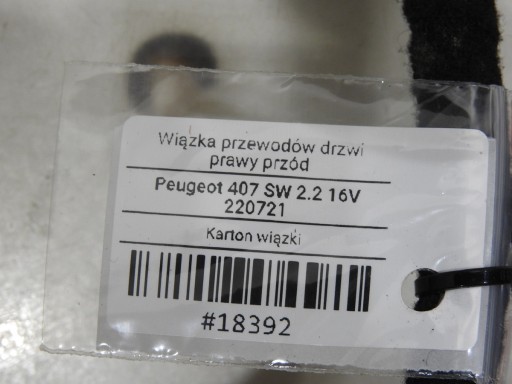 Wiązka przewodów drzwi
prawy przód
Peugeot 407 SW 2.2 16V
220721
Karton wiązki
#18392